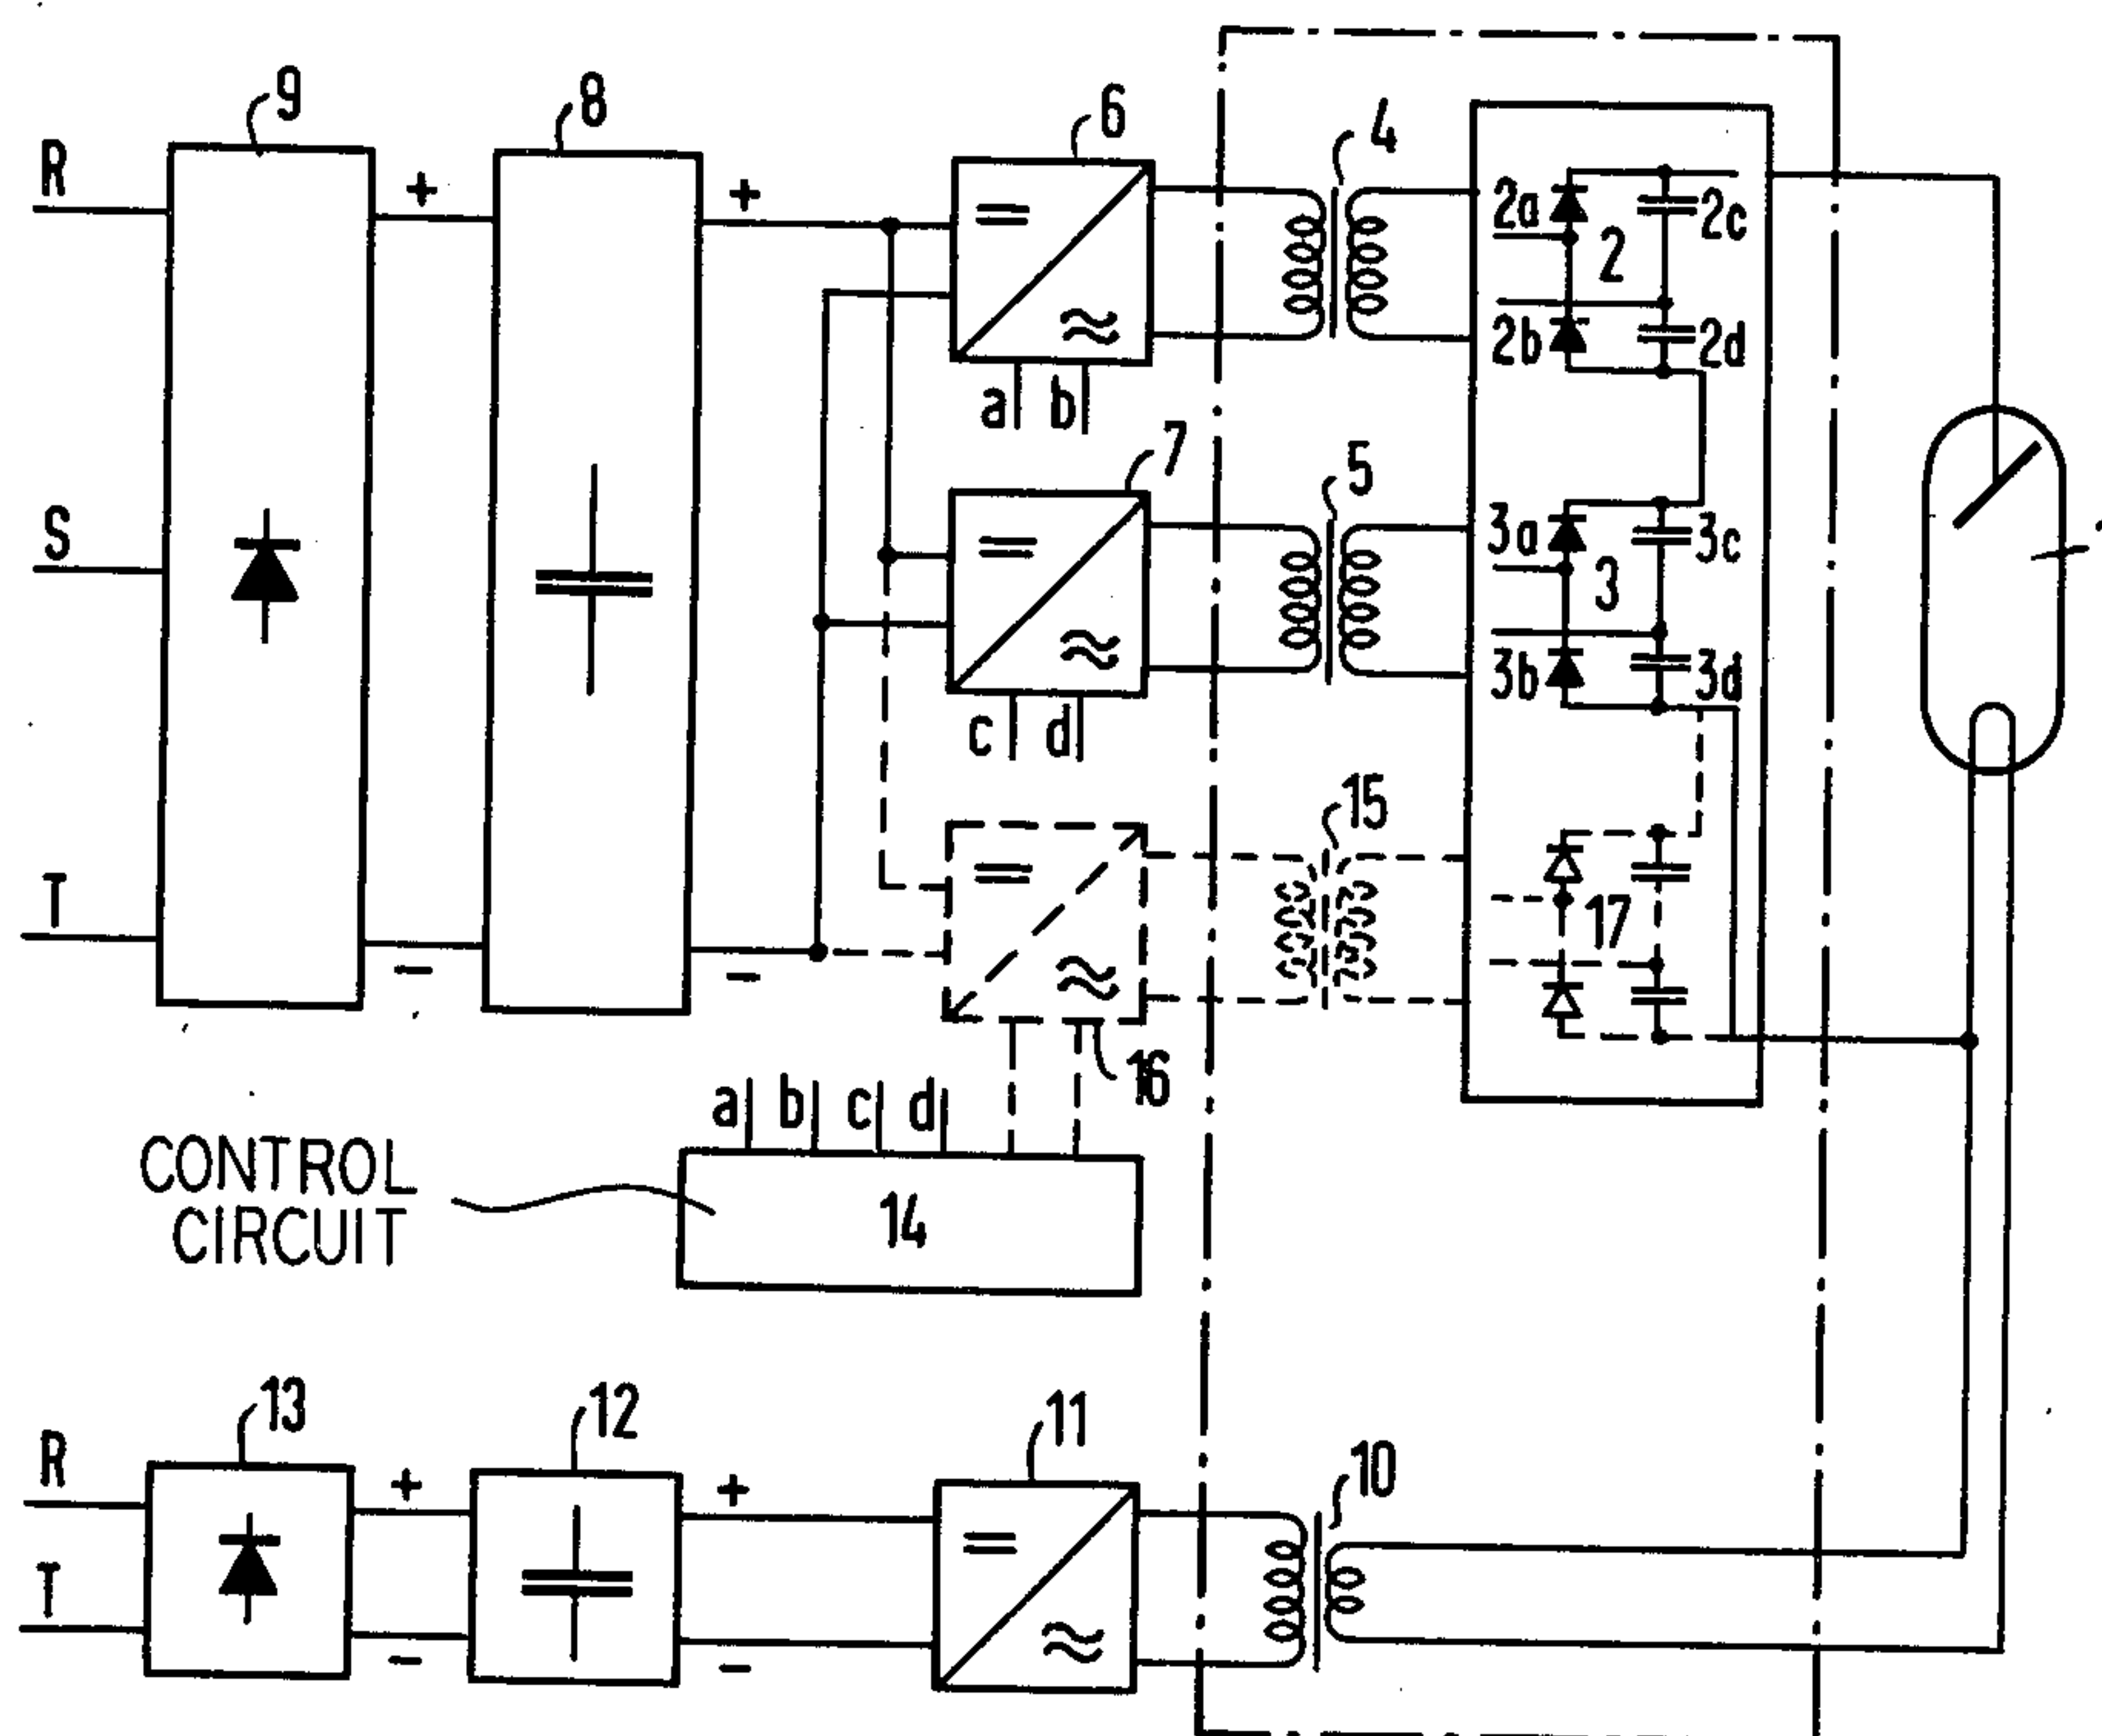 9
8
6
4
R
+
+
2a
2c
2
2b
2d
a
b
7
5
S
3a
3c
3
3b
3d
c
d
15
T
17
−
−
16
a
b
c
d
CONTROL
CIRCUIT
14
13
12
11
10
R
+
+
T
−
−